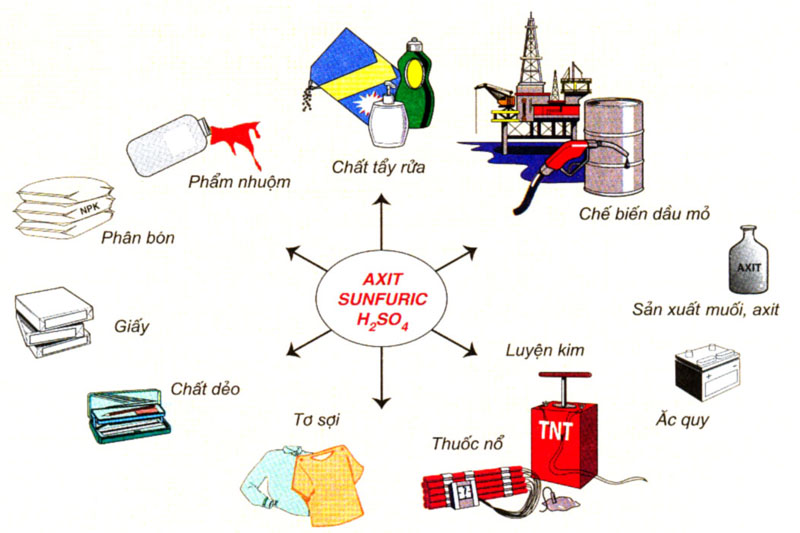 Chất tẩy rửa
Phẩm nhuộm
Chế biến dầu mỏ
NPK
Phân bón
AXIT
Sản xuất muối, axit
AXIT
SUNFURIC
H₂SO₄
Giấy
Luyện kim
Chất dẻo
Ăc quy
Tơ sợi
Thuốc nổ
TNT